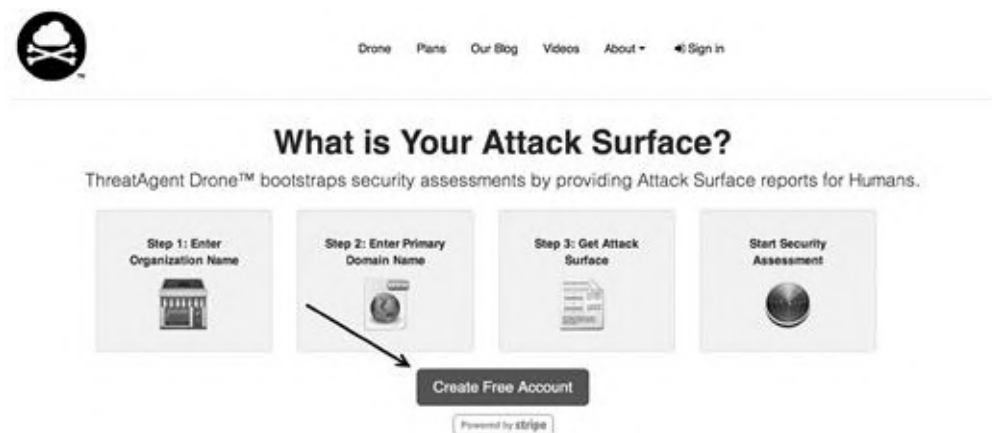 TM
Drone Plans Our Blog Videos About Sign in
What is Your Attack Surface?
ThreatAgent Drone™ bootstraps security assessments by providing Attack Surface reports for Humans.
Step 1: Enter
Organization Name
Step 2: Enter Primary
Domain Name
Step 3: Get Attack
Surface
Start Security
Assessment
Create Free Account
Powered by stripe